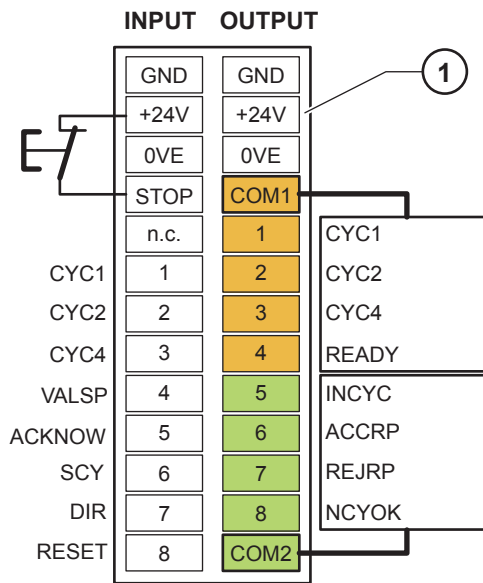 INPUT OUTPUT
GND GND
1
+24V +24V
0VE 0VE
STOP COM1
n.c. 1 CYC1
CYC1 1 2 CYC2
CYC2 2 3 CYC4
CYC4 3 4 READY
VALSP 4 5 INCYC
ACKNOW 5 6 ACCRP
SCY 6 7 REJRP
DIR 7 8 NCYOK
RESET 8 COM2